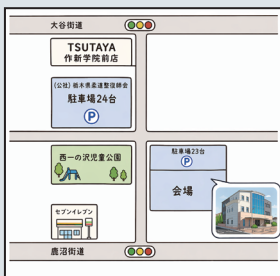 大谷街道
TSUTAYA
作新学院前店
(公社)栃木県柔道整復師会
駐車場24台
P
西一の沢児童公園
駐車場23台
P
会場
セブンイレブン
鹿沼街道